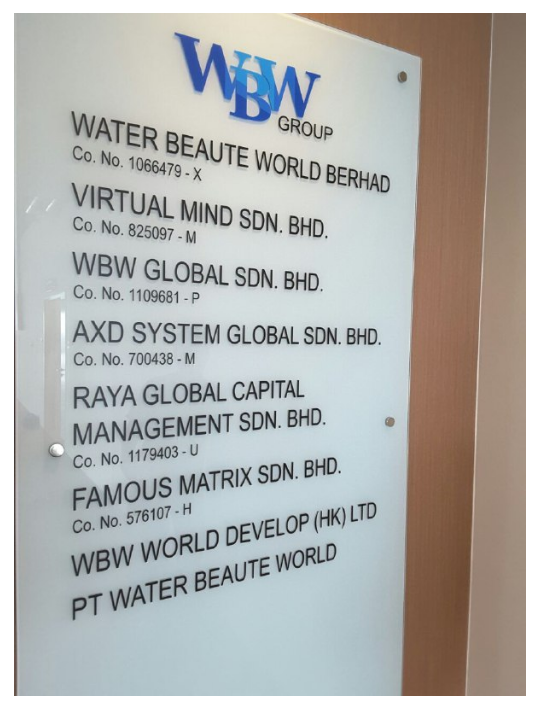 WBW
GROUP
WATER BEAUTE WORLD BERHAD
Co. No. 1066479 - X
VIRTUAL MIND SDN. BHD.
Co. No. 825097 - M
WBW GLOBAL SDN. BHD.
Co. No. 1109681 - P
AXD SYSTEM GLOBAL SDN. BHD.
Co. No. 700438 - M
RAYA GLOBAL CAPITAL
MANAGEMENT SDN. BHD.
Co. No. 1179403 - U
FAMOUS MATRIX SDN. BHD.
Co. No. 576107 - H
WBW WORLD DEVELOP (HK) LTD
PT WATER BEAUTE WORLD